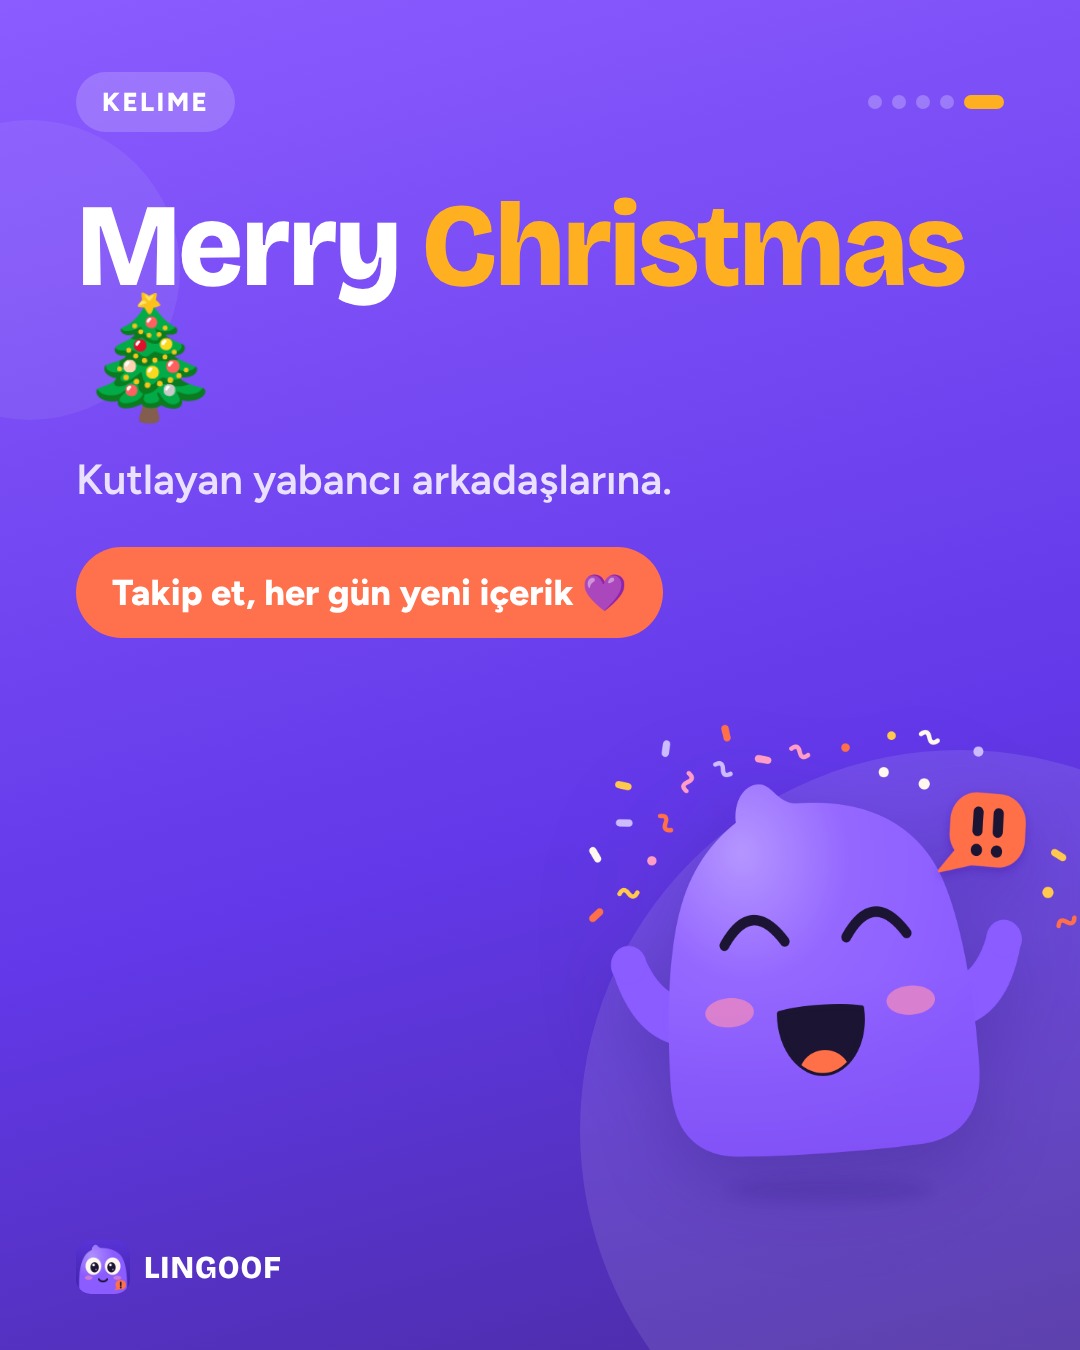 KELIME
Merry Christmas
🎄
Kutlayan yabancı arkadaşlarına.
Takip et, her gün yeni içerik 💜
!!
LINGOOF